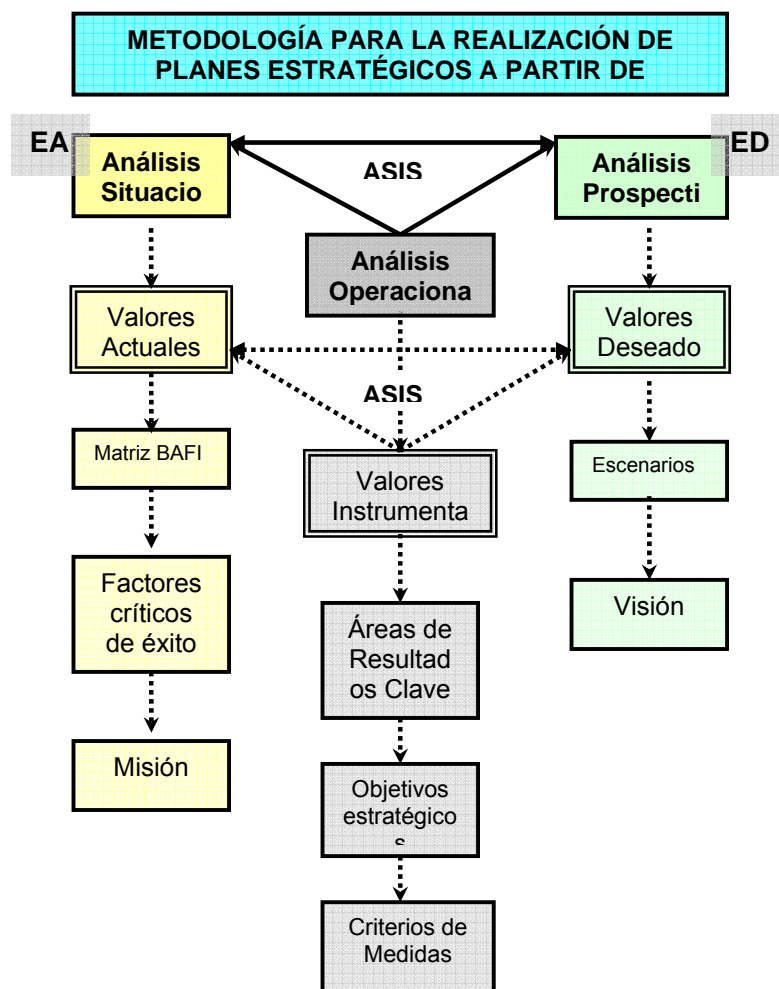 METODOLOGÍA PARA LA REALIZACIÓN DE
PLANES ESTRATÉGICOS A PARTIR DE
EA
ED
Análisis
Situacio
ASIS
Análisis
Prospecti
Análisis
Operaciona
Valores
Actuales
Valores
Deseado
ASIS
Matriz BAFI
Valores
Instrumenta
Escenarios
Factores
críticos
de éxito
Áreas de
Resultad
os Clave
Visión
Misión
Objetivos
estratégico
s
Criterios de
Medidas